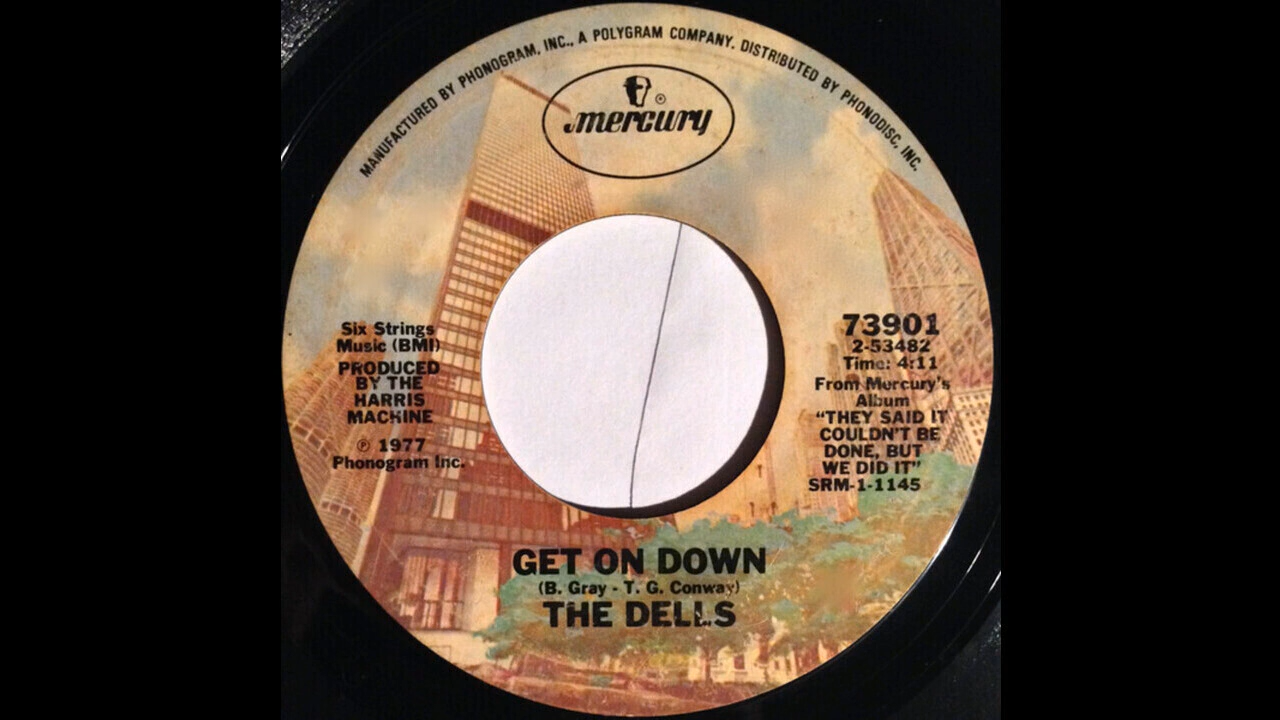 MANUFACTURED BY PHONOGRAM, INC., A POLYGRAM COMPANY. DISTRIBUTED BY PHONODISC, INC.
mercury
®
Six Strings
Music (BMI)
PRODUCED
BY THE
HARRIS
MACHINE
℗ 1977
Phonogram Inc.
73901
2-53482
Time: 4:11
From Mercury's
Album
"THEY SAID IT
COULDN'T BE
DONE, BUT
WE DID IT"
SRM-1-1145
GET ON DOWN
(B. Gray - T. G. Conway)
THE DELLS